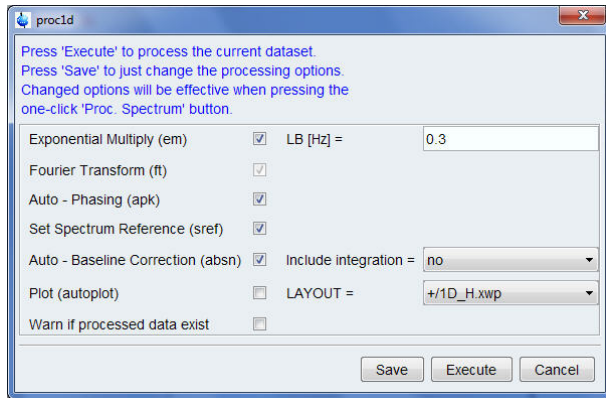 proc1d
Press 'Execute' to process the current dataset.
Press 'Save' to just change the processing options.
Changed options will be effective when pressing the
one-click 'Proc. Spectrum' button.
Exponential Multiply (em) LB [Hz] = 0.3
Fourier Transform (ft)
Auto - Phasing (apk)
Set Spectrum Reference (sref)
Auto - Baseline Correction (absn) Include integration = no
Plot (autoplot) LAYOUT = +/1D_H.xwp
Warn if processed data exist
Save Execute Cancel